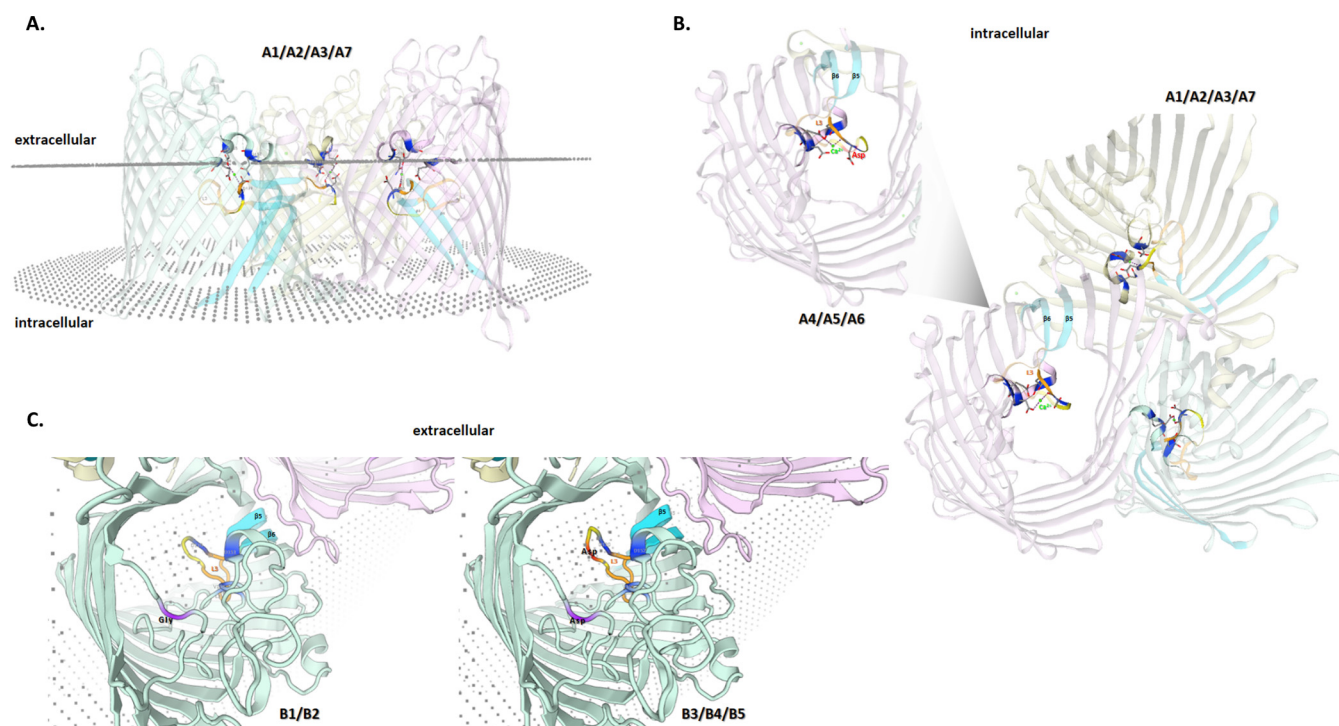 A.
A1/A2/A3/A7
extracellular
intracellular
B.
intracellular
β6 β5
L3
Ca²⁺
Asp
A4/A5/A6
A1/A2/A3/A7
β6 β5
L3
Ca²⁺
C.
extracellular
β5
β6
L3
Gly
B1/B2
β5
Asp
L3
Asp
B3/B4/B5